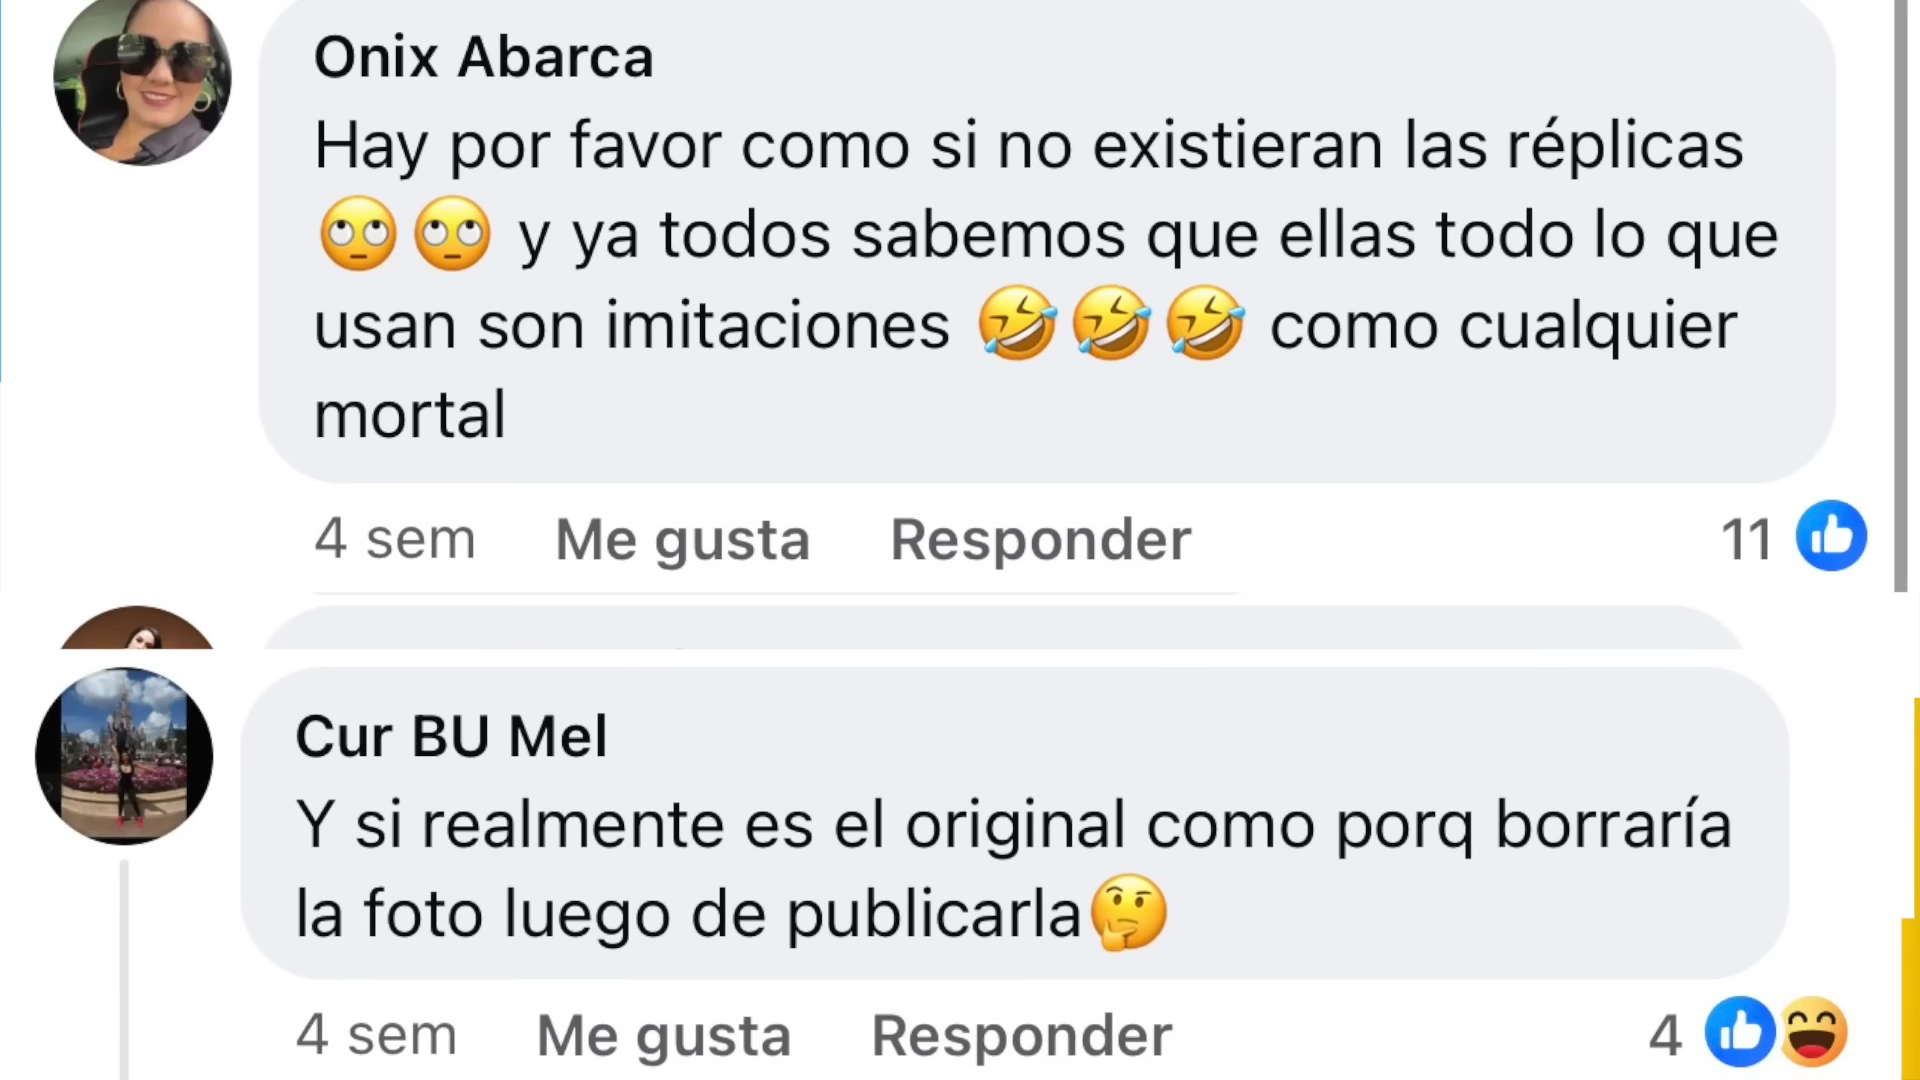 Onix Abarca
Hay por favor como si no existieran las réplicas
🙄🙄 y ya todos sabemos que ellas todo lo que
usan son imitaciones 🤣🤣🤣 como cualquier
mortal
4 sem Me gusta Responder 11
Cur BU Mel
Y si realmente es el original como porq borraría
la foto luego de publicarla🤔
4 sem Me gusta Responder 4